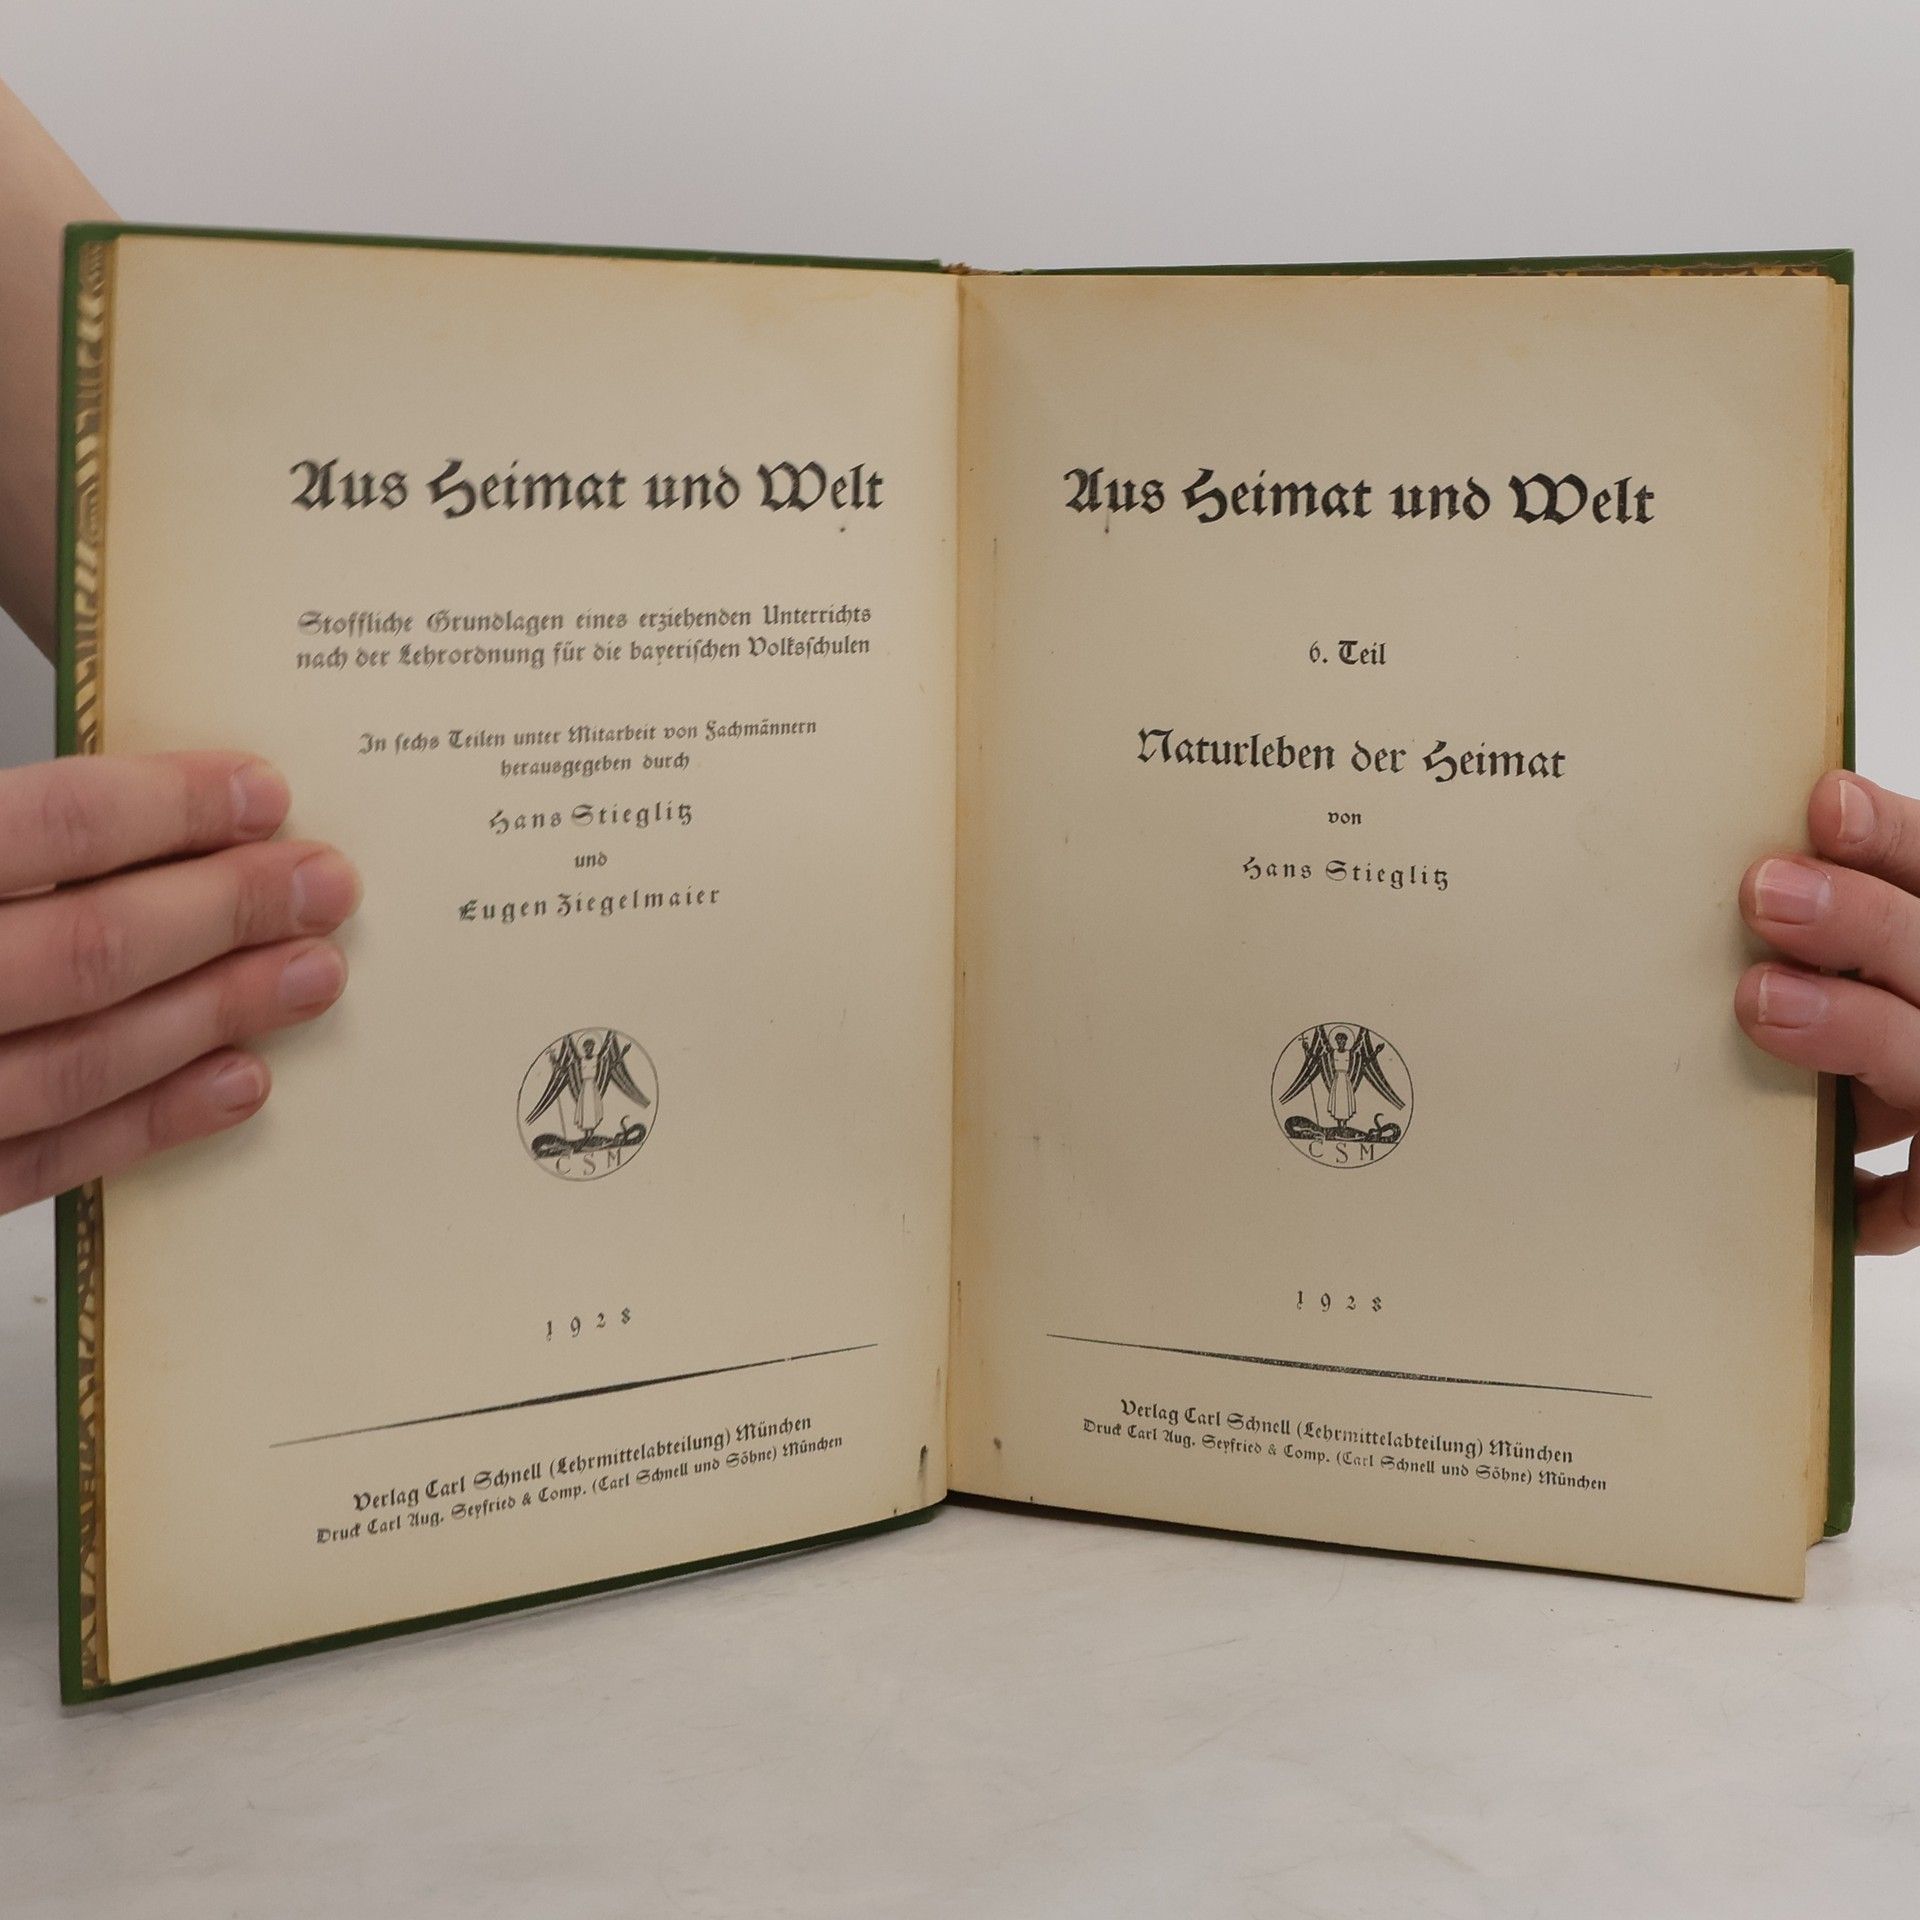 Aus Heimat und Welt
Stoffliche Grundlagen eines erziehenden Unterrichts
nach der Lehrordnung für die bayerischen Volksschulen
In sechs Teilen unter Mitarbeit von Fachmännern
herausgegeben durch
Hans Stieglitz
und
Eugen Ziegelmaier
CSM
1928
Verlag Carl Schnell (Lehrmittelabteilung) München
Druck Carl Aug. Seyfried & Comp. (Carl Schnell und Söhne) München
Aus Heimat und Welt
6. Teil
Naturleben der Heimat
von
Hans Stieglitz
CSM
1928
Verlag Carl Schnell (Lehrmittelabteilung) München
Druck Carl Aug. Seyfried & Comp. (Carl Schnell und Söhne) München